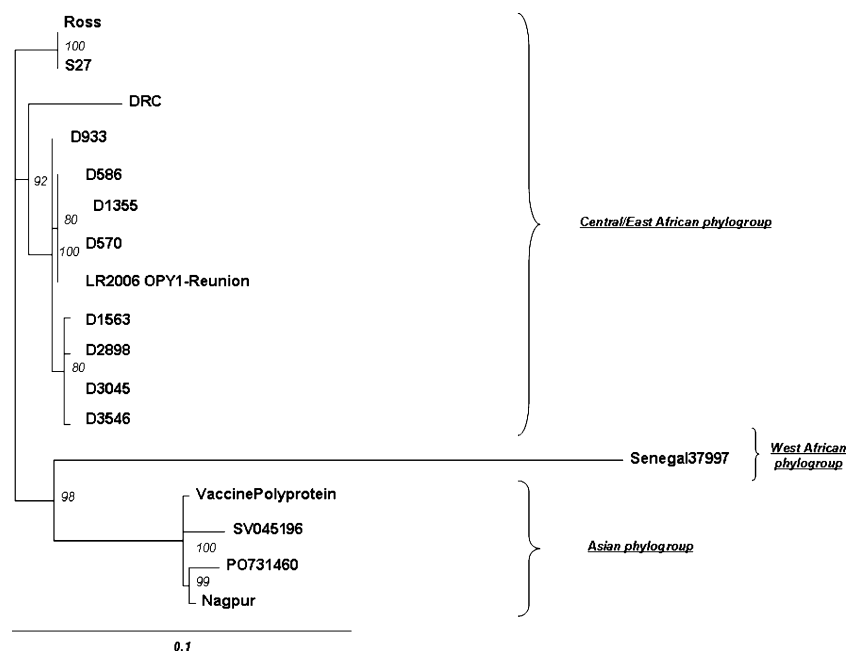 Ross
100
S27
DRC
D933
92
D586
80
D1355
100
D570
LR2006 OPY1-Reunion
D1563
D2898
80
D3045
D3546
Central/East African phylogroup
Senegal37997
West African
phylogroup
98
VaccinePolyprotein
SV045196
100
PO731460
99
Nagpur
Asian phylogroup
0.1